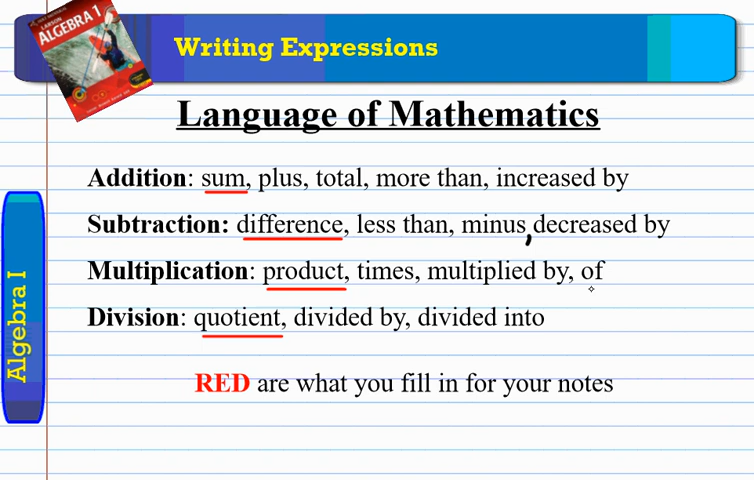 LARSON
ALGEBRA 1
Writing Expressions
Language of Mathematics
Addition: sum, plus, total, more than, increased by
Subtraction: difference, less than, minus, decreased by
Multiplication: product, times, multiplied by, of
Division: quotient, divided by, divided into
RED are what you fill in for your notes
Algebra I